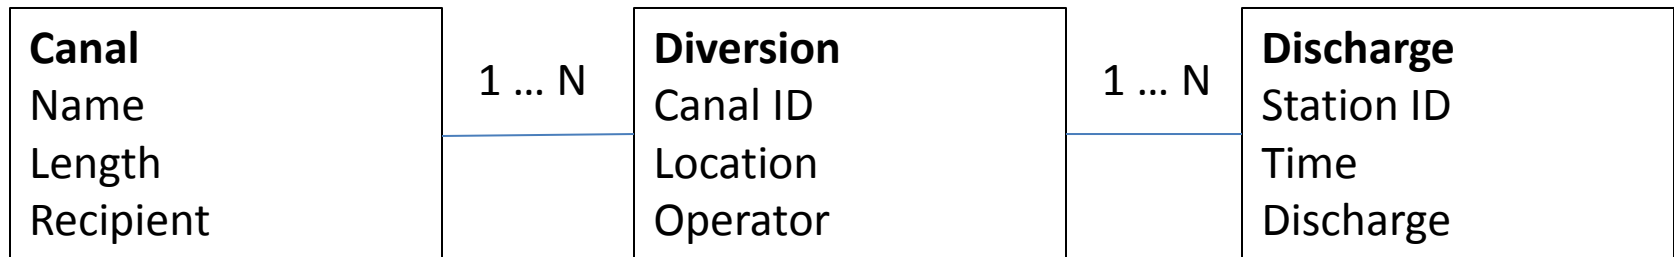 Canal
Name
Length
Recipient
1 … N
Diversion
Canal ID
Location
Operator
1 … N
Discharge
Station ID
Time
Discharge